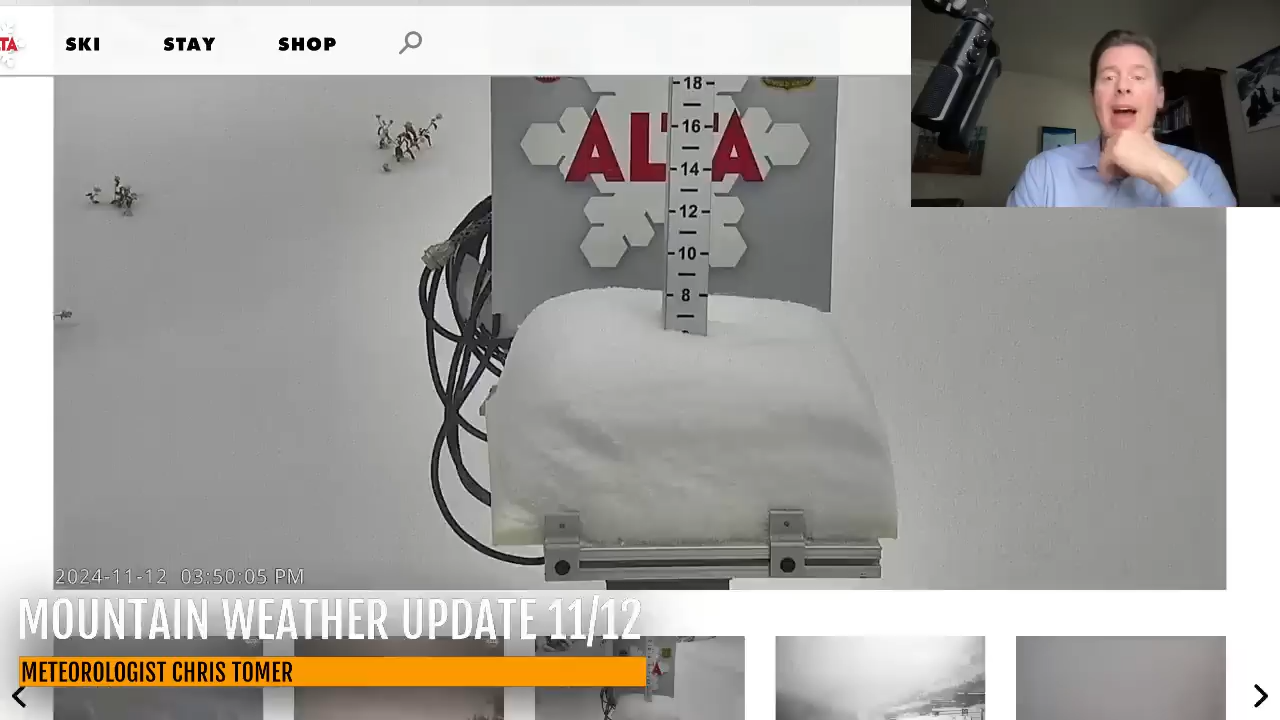 TA
SKI
STAY
SHOP
18
16
ALTA
14
12
10
8
2024-11-12 03:50:05 PM
MOUNTAIN WEATHER UPDATE 11/12
METEOROLOGIST CHRIS TOMER